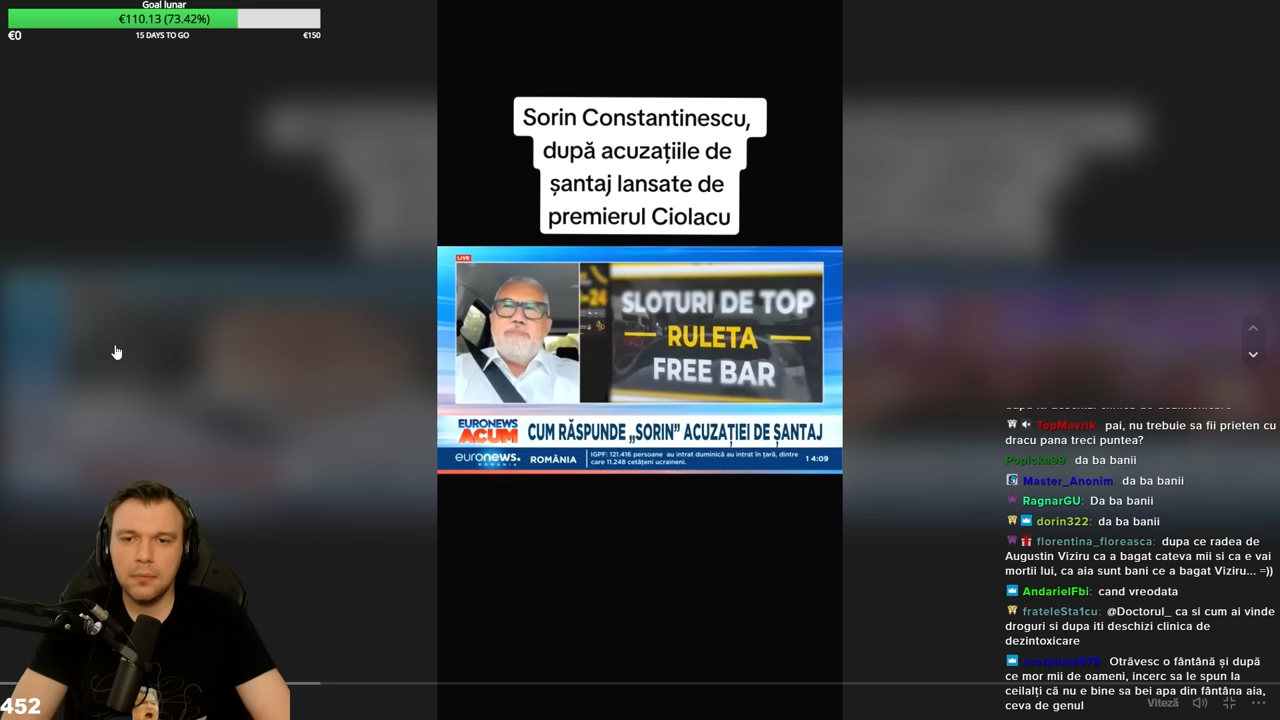 Goal lunar
€110.13 (73.42%)
€0
15 DAYS TO GO
€150
Sorin Constantinescu,
după acuzațiile de
șantaj lansate de
premierul Ciolacu
LIVE
24
SLOTURI DE TOP
RULETA
FREE BAR
EURONEWS
ACUM
CUM RĂSPUNDE „SORIN” ACUZAȚIEI DE ȘANTAJ
euronews.
ROMÂNIA
ROMÂNIA
IGPF: 121.416 persoane au intrat duminică au intrat în țară, dintre
care 11.248 cetățeni ucraineni.
14:09
TopMavrik pai, nu trebuie sa fii prieten cu
dracu pana treci puntea?
Popicku99 da ba banii
Master_Anonim: da ba banii
RagnarGU: Da ba banii
dorin322: da ba banii
florentina_floreasca: dupa ce radea de
Augustin Viziru ca a bagat cateva mii si ca e vai
mortii lui, ca aia sunt bani ce a bagat Viziru... =))
AndarielFbi: cand vreodata
frateleSta1cu: @Doctorul_ ca si cum ai vinde
droguri si dupa iti deschizi clinica de
dezintoxicare
scorpions976 Otrăvesc o fântână și după
ce mor mii de oameni, incerc sa le spun la
ceilalți că nu e bine sa bei apa din fântâna aia,
ceva de genul
Viteză
452